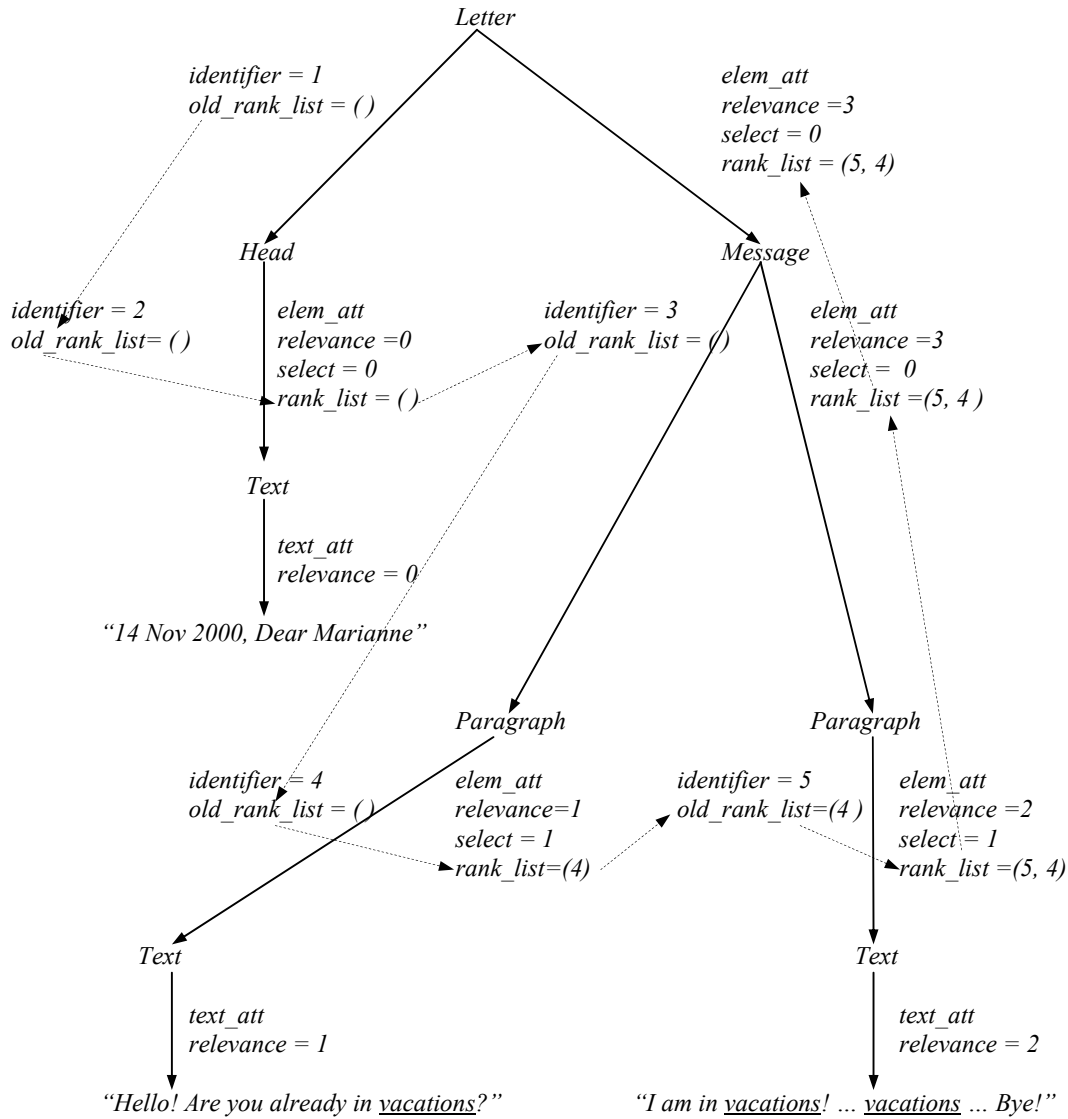 Letter
identifier = 1
old_rank_list = ( )
elem_att
relevance =3
select = 0
rank_list = (5, 4)
Head
Message
identifier = 2
old_rank_list= ( )
elem_att
relevance =0
select = 0
rank_list = ( )
identifier = 3
old_rank_list = ( )
elem_att
relevance =3
select =  0
rank_list =(5, 4 )
Text
text_att
relevance = 0
“14 Nov 2000, Dear Marianne”
Paragraph
Paragraph
identifier = 4
old_rank_list = ( )
elem_att
relevance=1
select = 1
rank_list=(4)
identifier = 5
old_rank_list=(4 )
elem_att
relevance=2
select = 1
rank_list =(5, 4)
Text
Text
text_att
relevance = 1
text_att
relevance = 2
“Hello! Are you already in vacations?”
“I am in vacations! … vacations … Bye!”